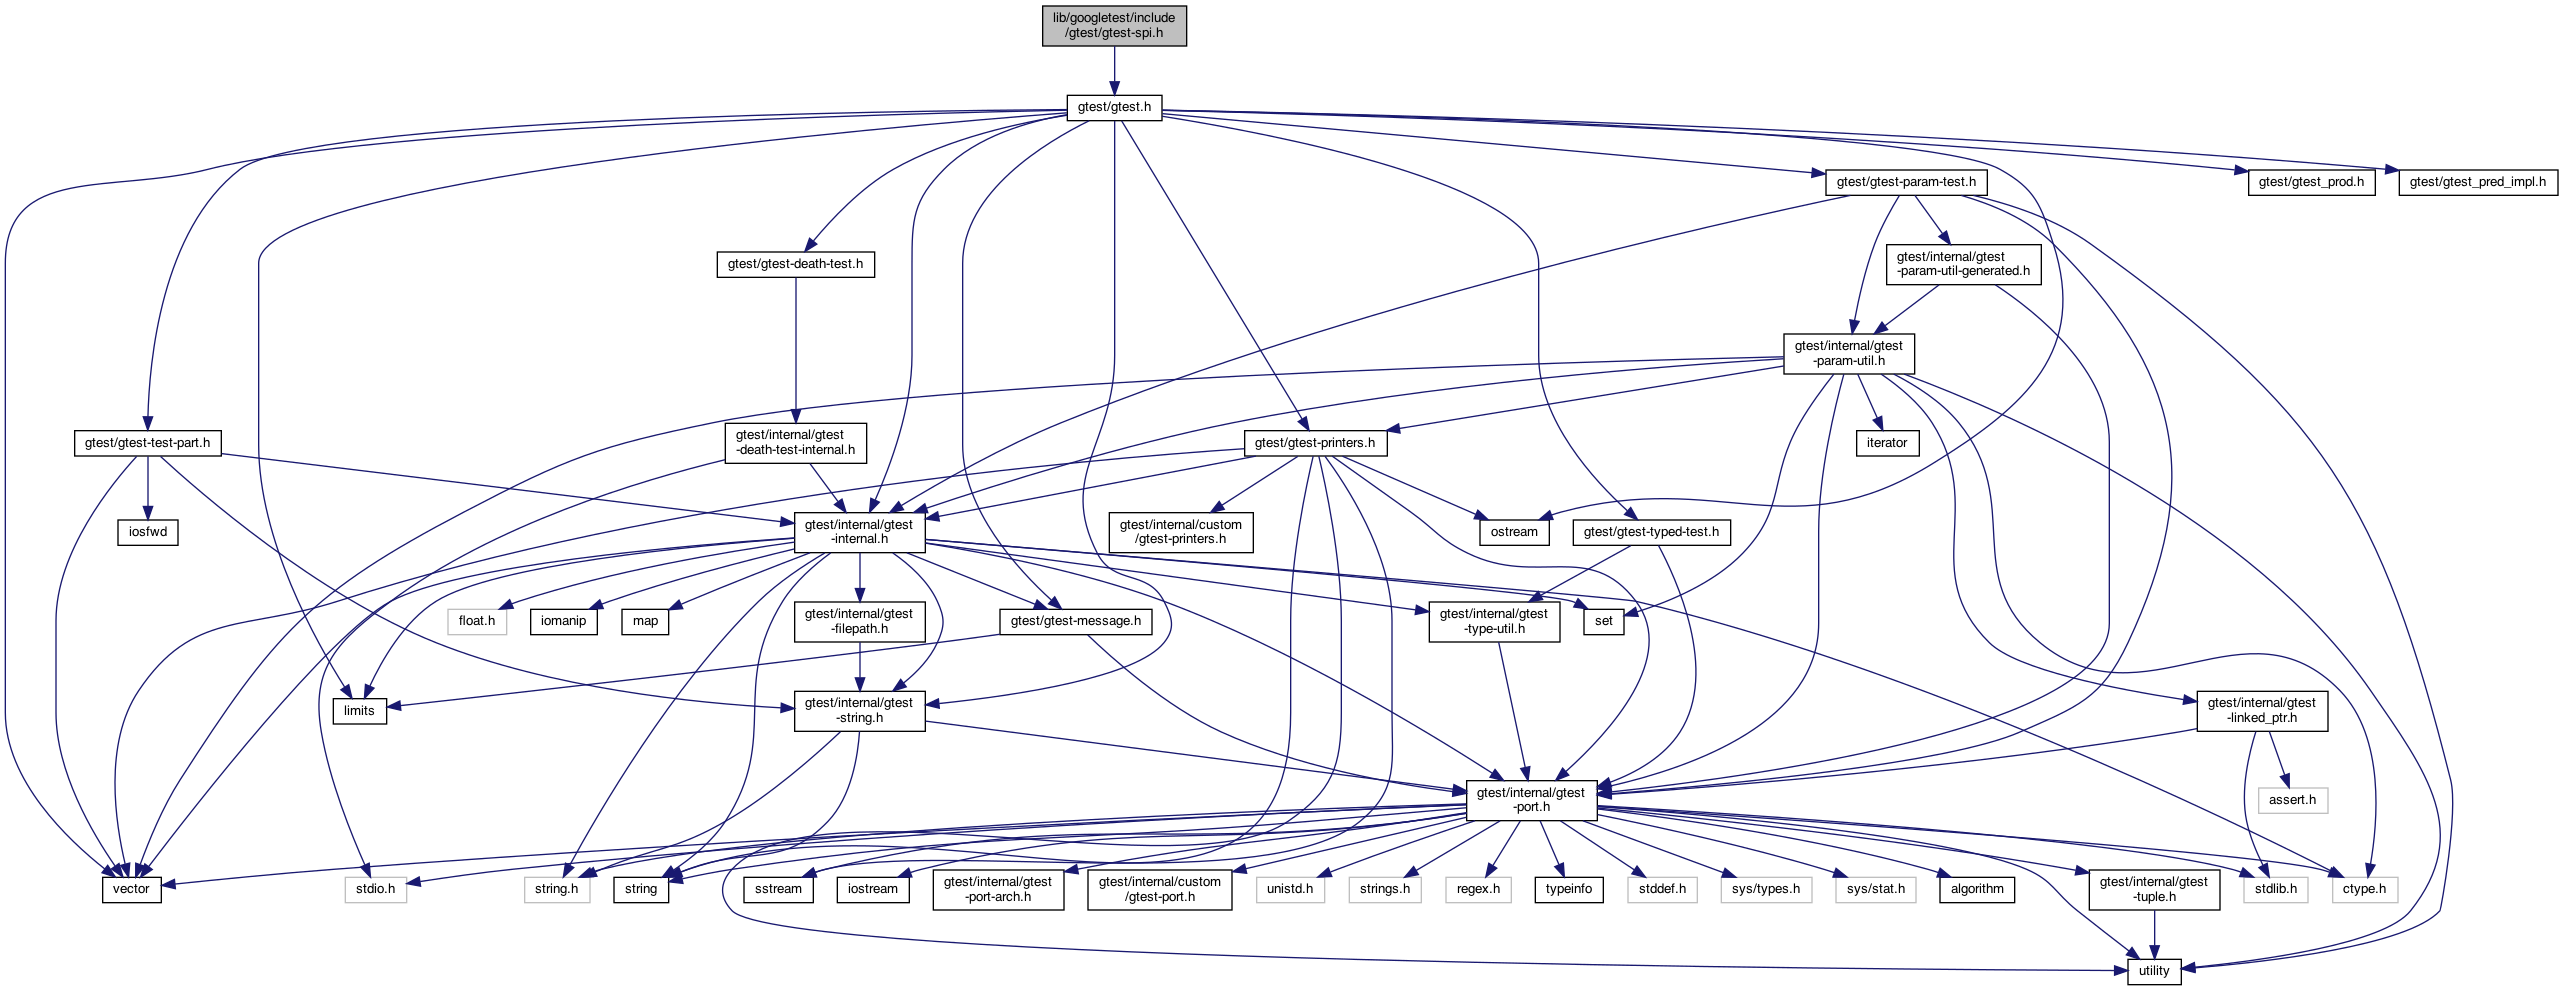 lib/googletest/include
/gtest/gtest-spi.h
gtest/gtest.h
gtest/gtest-param-test.h
gtest/gtest_prod.h
gtest/gtest_pred_impl.h
gtest/gtest-death-test.h
gtest/internal/gtest
-param-util-generated.h
gtest/internal/gtest
-param-util.h
gtest/gtest-test-part.h
gtest/internal/gtest
-death-test-internal.h
gtest/gtest-printers.h
iterator
iosfwd
gtest/internal/gtest
-internal.h
gtest/internal/custom
/gtest-printers.h
ostream
gtest/gtest-typed-test.h
float.h
iomanip
map
gtest/internal/gtest
-filepath.h
gtest/gtest-message.h
gtest/internal/gtest
-type-util.h
set
limits
gtest/internal/gtest
-string.h
gtest/internal/gtest
-linked_ptr.h
gtest/internal/gtest
-port.h
assert.h
vector
stdio.h
string.h
string
sstream
iostream
gtest/internal/gtest
-port-arch.h
gtest/internal/custom
/gtest-port.h
unistd.h
strings.h
regex.h
typeinfo
stddef.h
sys/types.h
sys/stat.h
algorithm
gtest/internal/gtest
-tuple.h
stdlib.h
ctype.h
utility